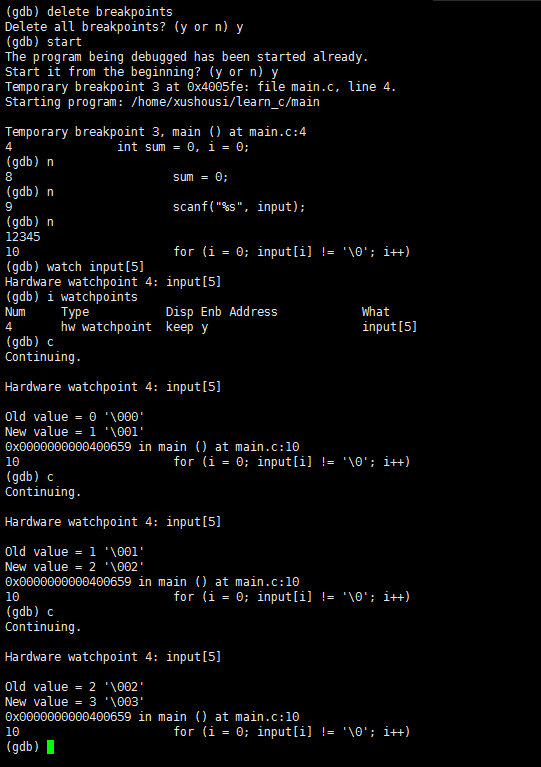 (gdb) delete breakpoints
Delete all breakpoints? (y or n) y
(gdb) start
The program being debugged has been started already.
Start it from the beginning? (y or n) y
Temporary breakpoint 3 at 0x4005fe: file main.c, line 4.
Starting program: /home/xushousi/learn_c/main

Temporary breakpoint 3, main () at main.c:4
4               int sum = 0, i = 0;
(gdb) n
8                       sum = 0;
(gdb) n
9                       scanf("%s", input);
(gdb) n
12345
10                      for (i = 0; input[i] != '\0'; i++)
(gdb) watch input[5]
Hardware watchpoint 4: input[5]
(gdb) i watchpoints
Num     Type           Disp Enb Address            What
4       hw watchpoint  keep y                      input[5]
(gdb) c
Continuing.

Hardware watchpoint 4: input[5]

Old value = 0 '\000'
New value = 1 '\001'
0x0000000000400659 in main () at main.c:10
10                      for (i = 0; input[i] != '\0'; i++)
(gdb) c
Continuing.

Hardware watchpoint 4: input[5]

Old value = 1 '\001'
New value = 2 '\002'
0x0000000000400659 in main () at main.c:10
10                      for (i = 0; input[i] != '\0'; i++)
(gdb) c
Continuing.

Hardware watchpoint 4: input[5]

Old value = 2 '\002'
New value = 3 '\003'
0x0000000000400659 in main () at main.c:10
10                      for (i = 0; input[i] != '\0'; i++)
(gdb)